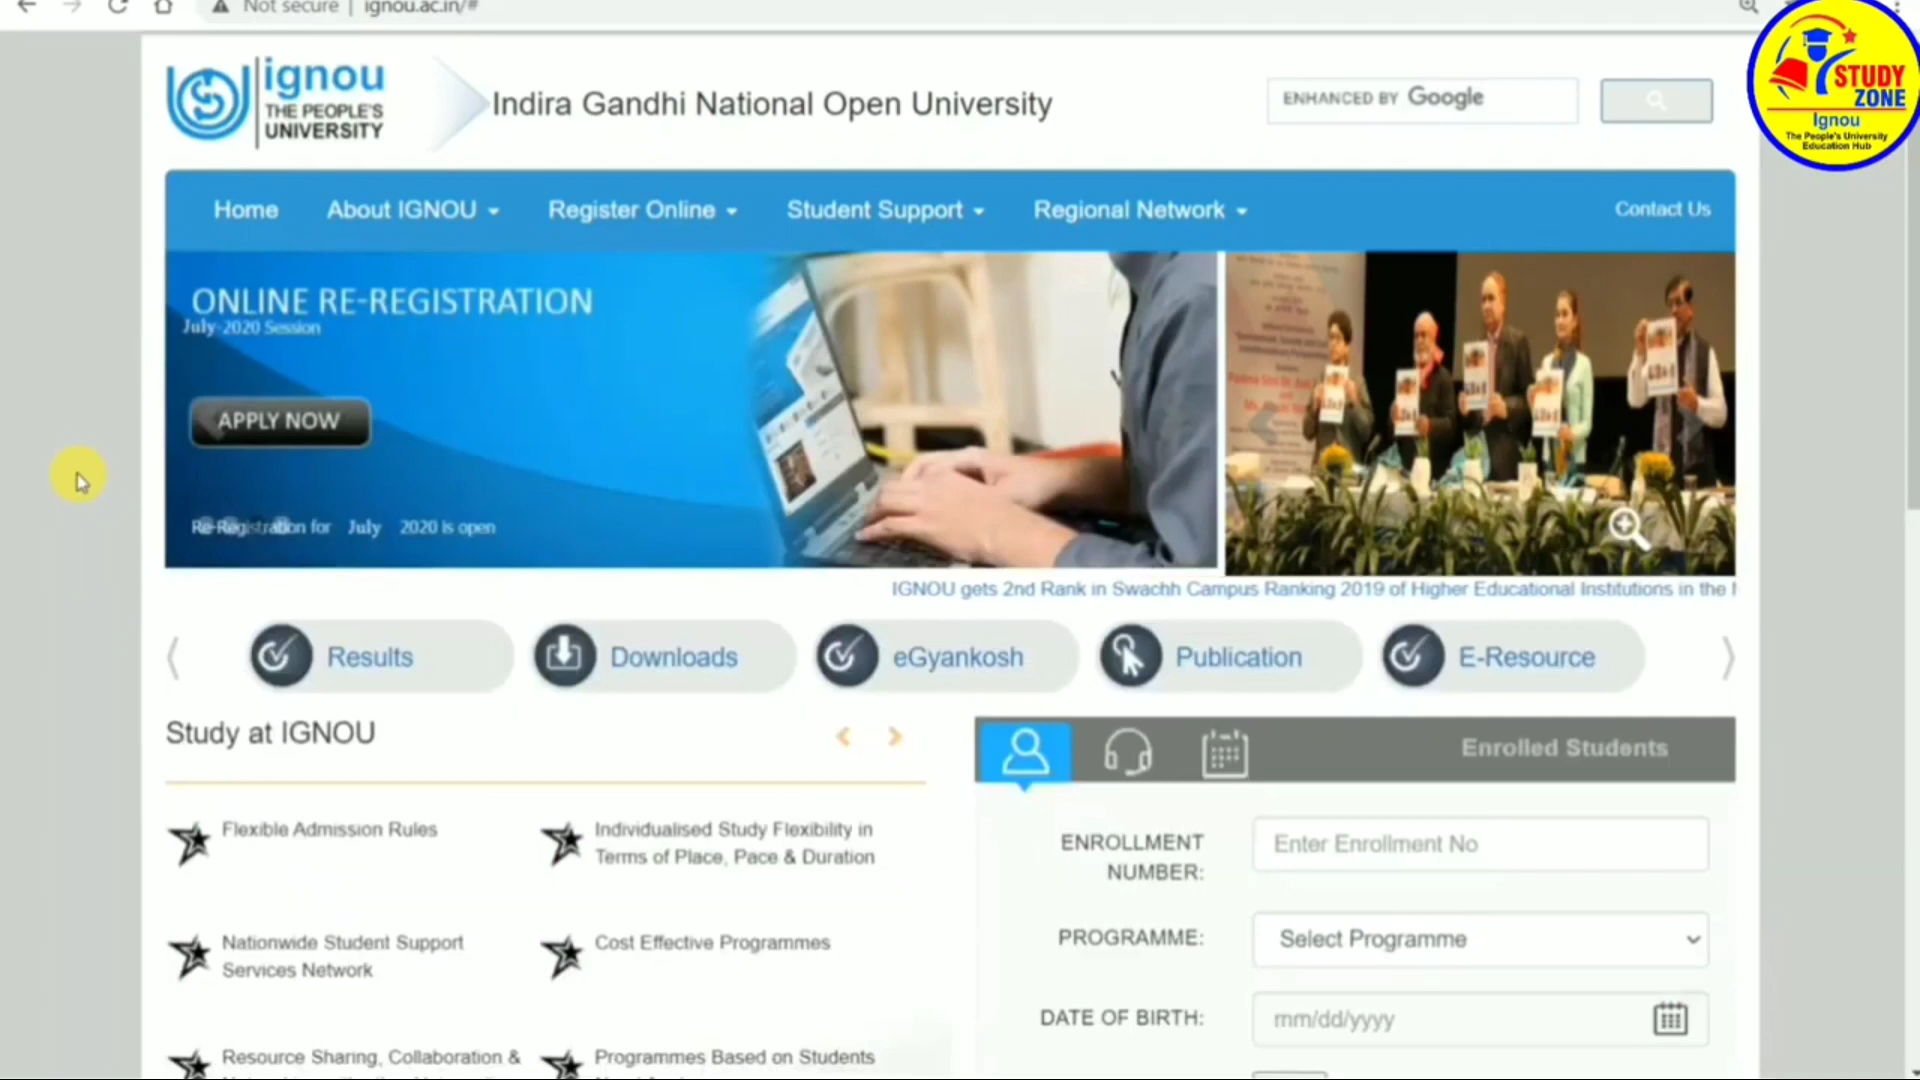 Not secure | ignou.ac.in/#
STUDY
ZONE
Ignou
The People's University
Education Hub
ignou
THE PEOPLE'S
UNIVERSITY
Indira Gandhi National Open University
ENHANCED BY Google
Home
About IGNOU
Register Online
Student Support
Regional Network
Contact Us
ONLINE RE-REGISTRATION
July-2020 Session
APPLY NOW
Re-Registration for July 2020 is open
IGNOU gets 2nd Rank in Swachh Campus Ranking 2019 of Higher Educational Institutions in the
Results
Downloads
eGyankosh
Publication
E-Resource
Study at IGNOU
Enrolled Students
Flexible Admission Rules
Individualised Study Flexibility in
Terms of Place, Pace & Duration
Nationwide Student Support
Services Network
Cost Effective Programmes
Resource Sharing, Collaboration &
Programmes Based on Students
ENROLLMENT
NUMBER:
Enter Enrollment No
PROGRAMME:
Select Programme
DATE OF BIRTH:
mm/dd/yyyy